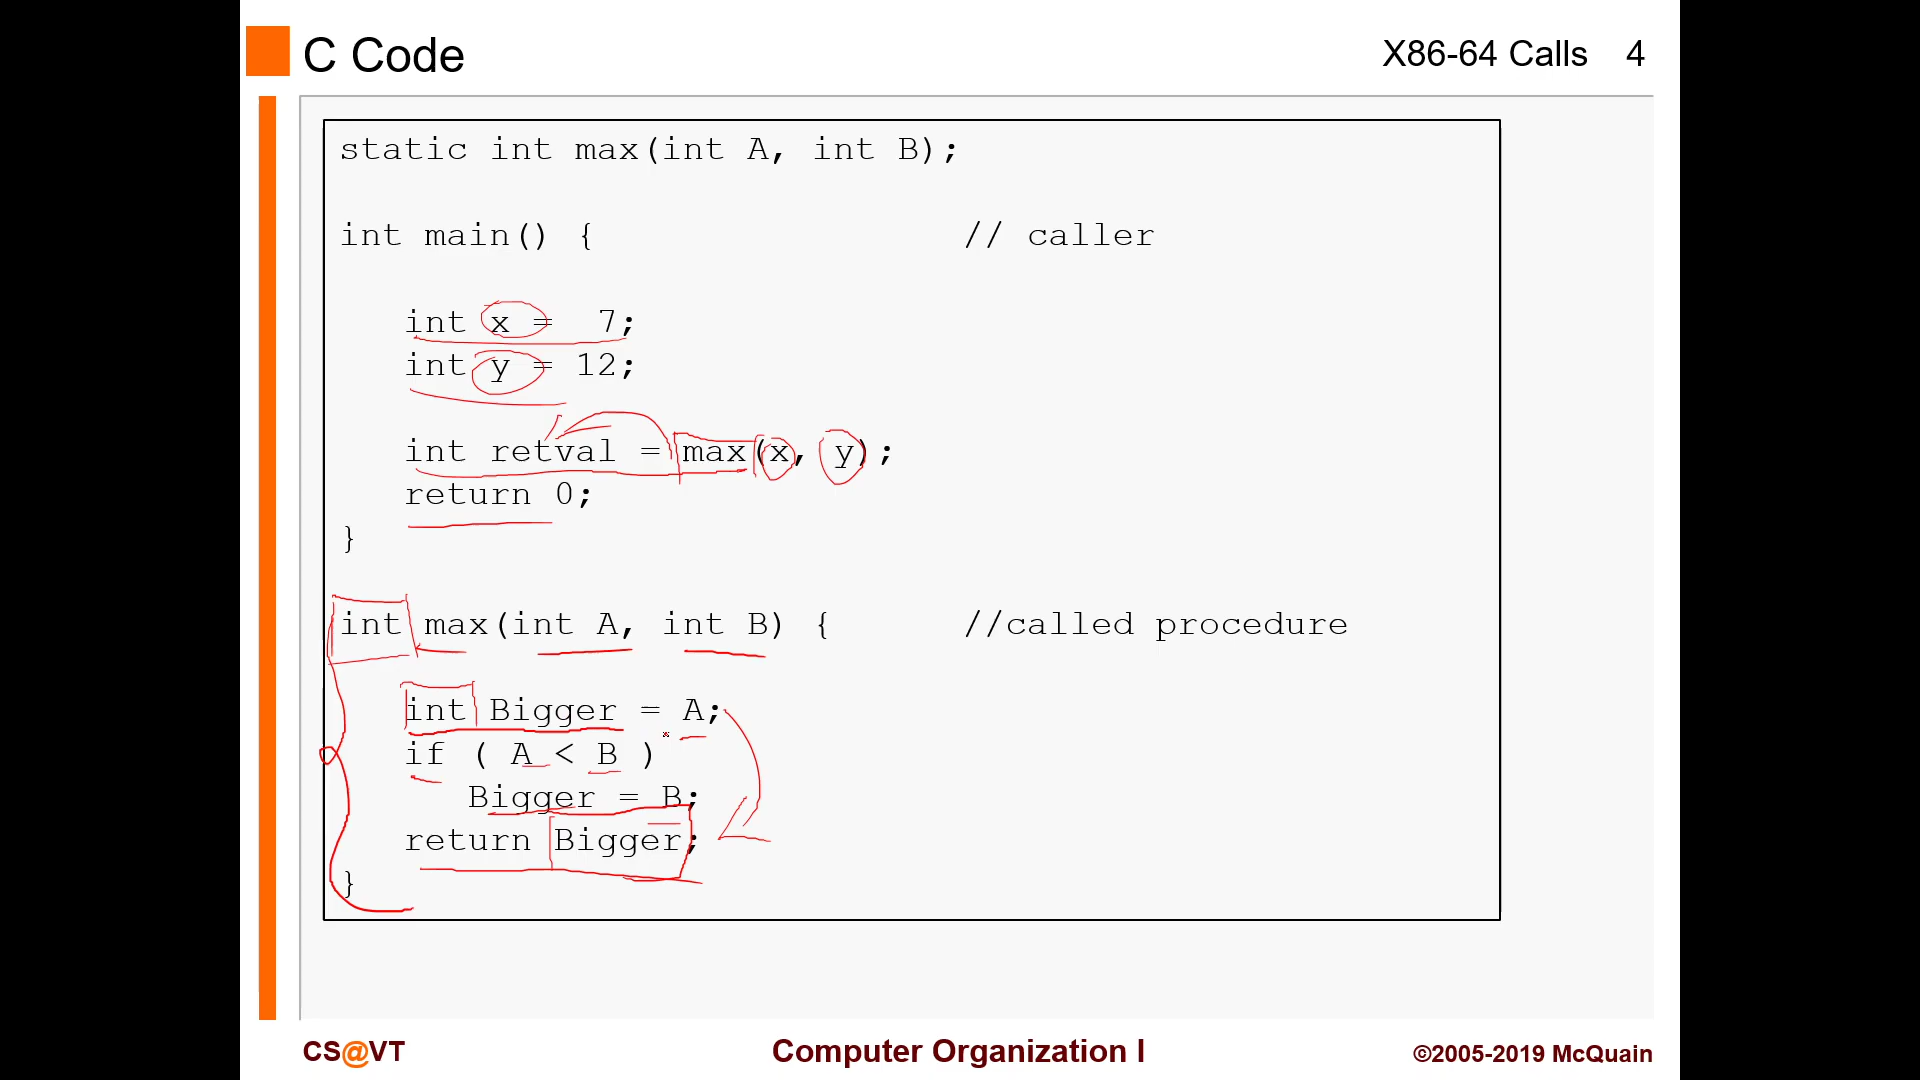 C Code
X86-64 Calls 4
static int max(int A, int B);
int main() { // caller
int x = 7;
int y = 12;
int retval = max(x, y);
return 0;
}
int max(int A, int B) { //called procedure
int Bigger = A;
if ( A < B )
Bigger = B;
return Bigger;
}
CS@VT
Computer Organization I
©2005-2019 McQuain